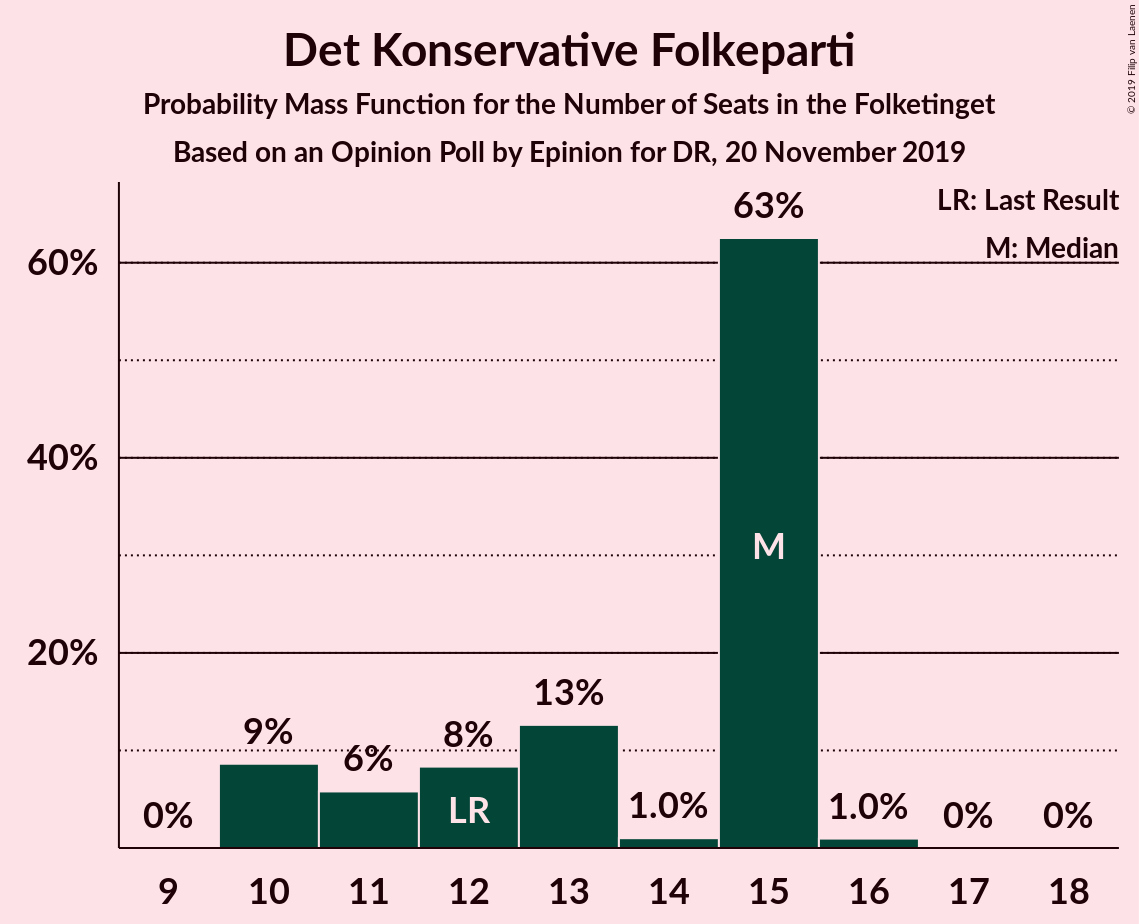 Det Konservative Folkeparti
Probability Mass Function for the Number of Seats in the Folketinget
Based on an Opinion Poll by Epinion for DR, 20 November 2019
© 2019 Filip van Laenen
LR: Last Result
M: Median
60%
40%
20%
0%
9%
6%
8%
13%
1.0%
63%
1.0%
0%
0%
LR
M
9 10 11 12 13 14 15 16 17 18